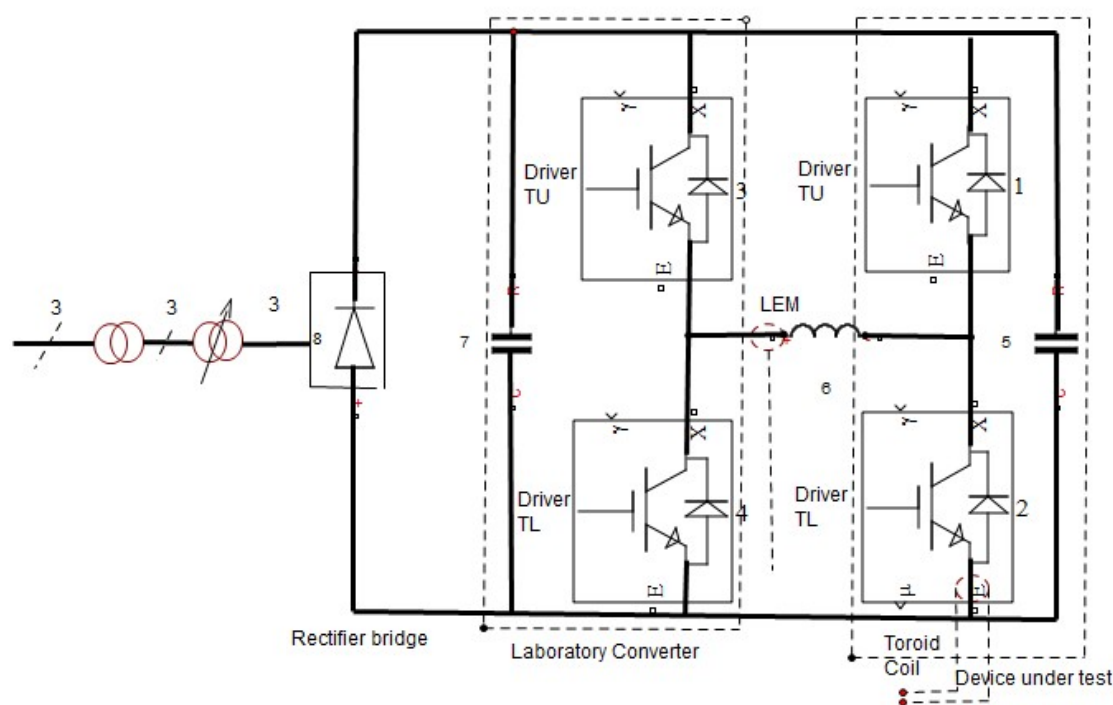 3
3
3
8
Rectifier bridge
7
Laboratory Converter
Driver
TU
γ
X
3
E
Driver
TL
γ
X
4
E
LEM
6
Driver
TU
γ
X
1
E
Driver
TL
γ
X
2
E
5
Toroid
Coil
Device under test
+
+